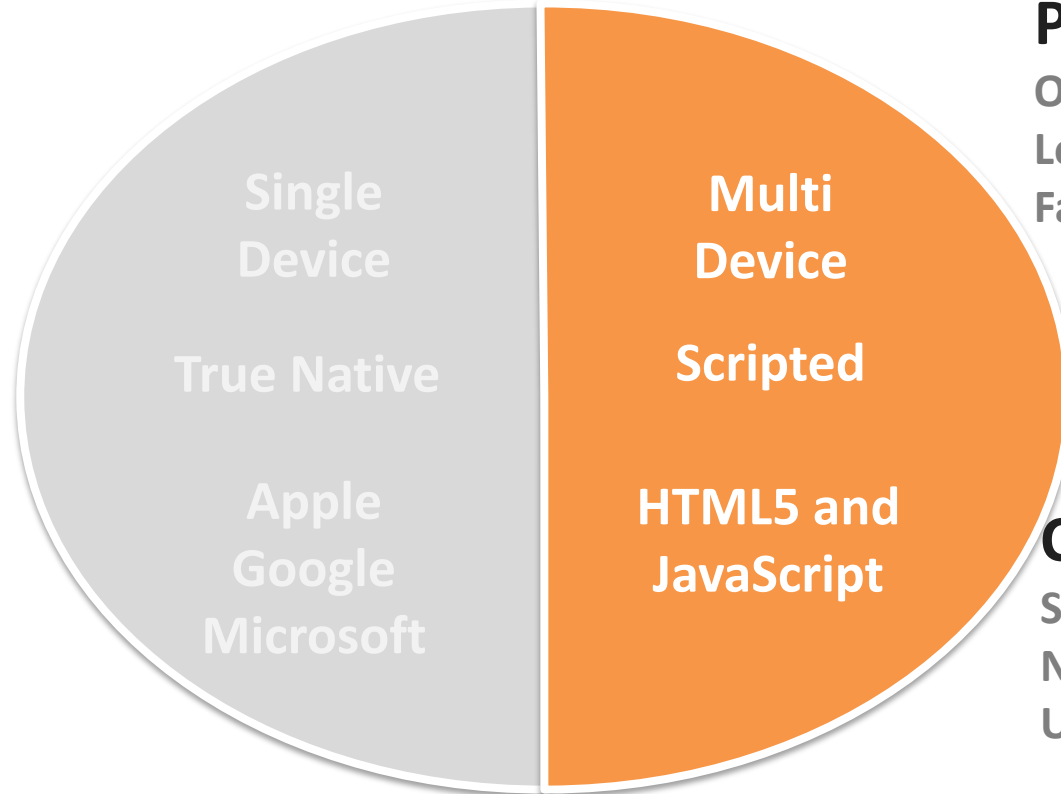 Single
Device
True Native
Apple
Google
Microsoft
Multi
Device
Scripted
HTML5 and
JavaScript